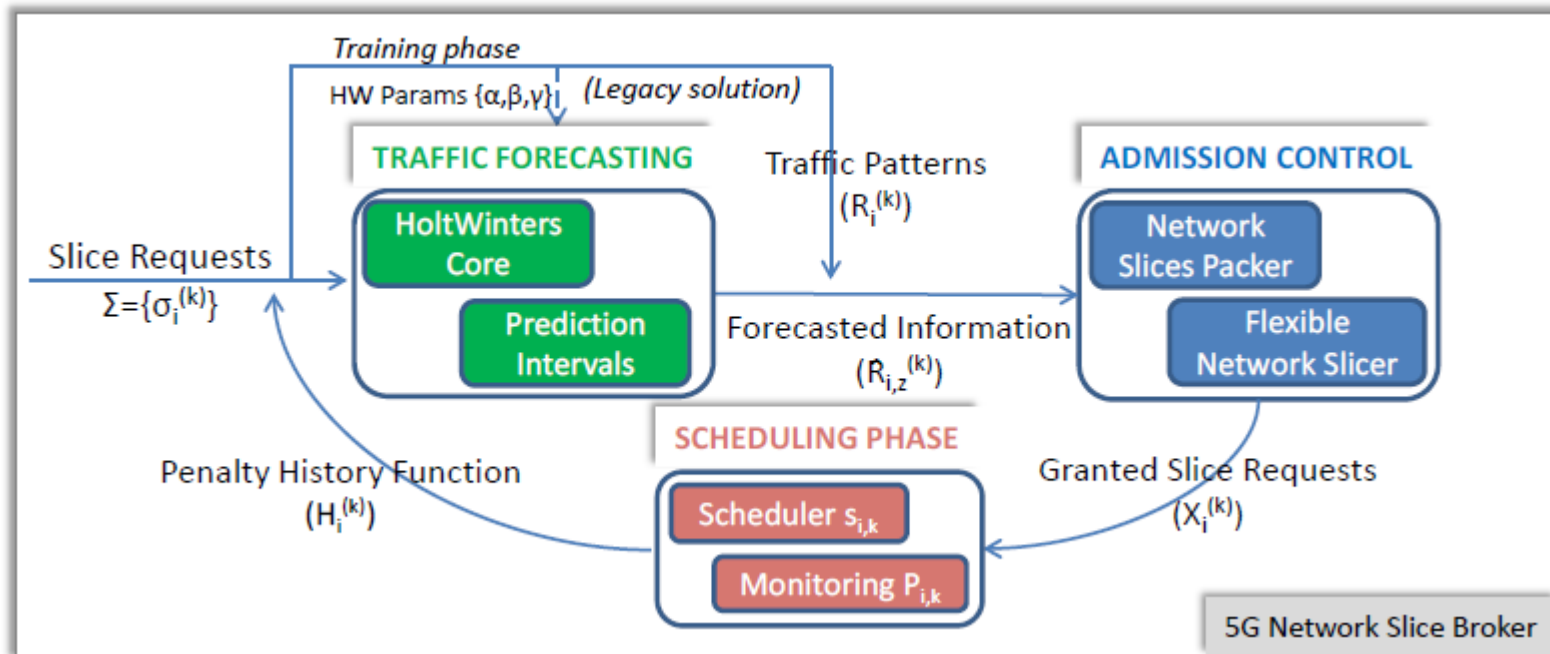 Training phase
HW Params {α,β,γ}
(Legacy solution)
TRAFFIC FORECASTING
HoltWinters
Core
Prediction
Intervals
Slice Requests
Σ={σᵢ⁽ᵏ⁾}
Traffic Patterns
(Rᵢ⁽ᵏ⁾)
Forecasted Information
(R̂_{i,z}⁽ᵏ⁾)
ADMISSION CONTROL
Network
Slices Packer
Flexible
Network Slicer
SCHEDULING PHASE
Scheduler s_{i,k}
Monitoring P_{i,k}
Penalty History Function
(Hᵢ⁽ᵏ⁾)
Granted Slice Requests
(Xᵢ⁽ᵏ⁾)
5G Network Slice Broker